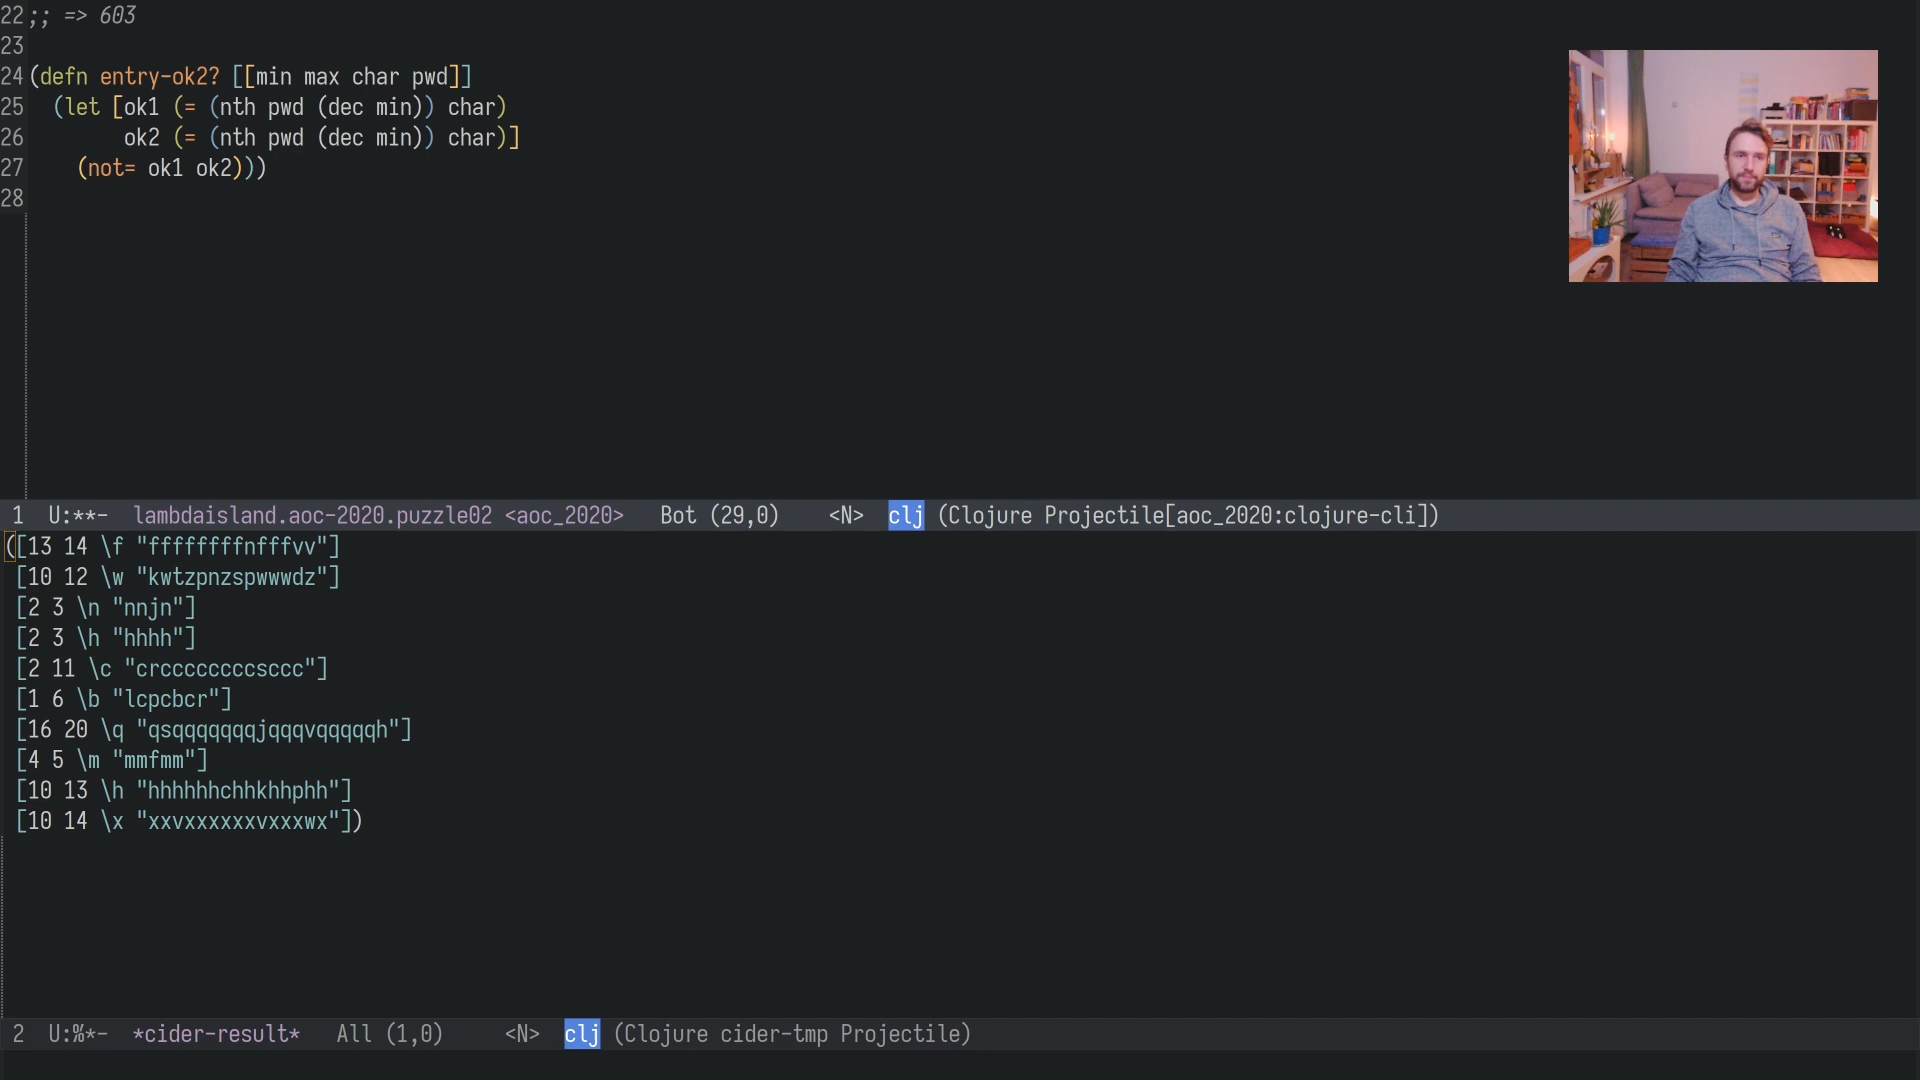 22;; => 603
23
24(defn entry-ok2? [[min max char pwd]]
25  (let [ok1 (= (nth pwd (dec min)) char)
26        ok2 (= (nth pwd (dec min)) char)]
27    (not= ok1 ok2)))
28
1  U:**-  lambdaisland.aoc-2020.puzzle02 <aoc_2020>   Bot (29,0)    <N>  clj (Clojure Projectile[aoc_2020:clojure-cli])
([13 14 \f "ffffffffnfffvv"]
[10 12 \w "kwtzpnzspwwwdz"]
[2 3 \n "nnjn"]
[2 3 \h "hhhh"]
[2 11 \c "crccccccccsccc"]
[1 6 \b "lcpcbcr"]
[16 20 \q "qsqqqqqqjqqqvqqqqqh"]
[4 5 \m "mmfmm"]
[10 13 \h "hhhhhhchhkhhphh"]
[10 14 \x "xxvxxxxxxvxxxwx"])
2  U:%*-  *cider-result*   All (1,0)     <N>  clj (Clojure cider-tmp Projectile)